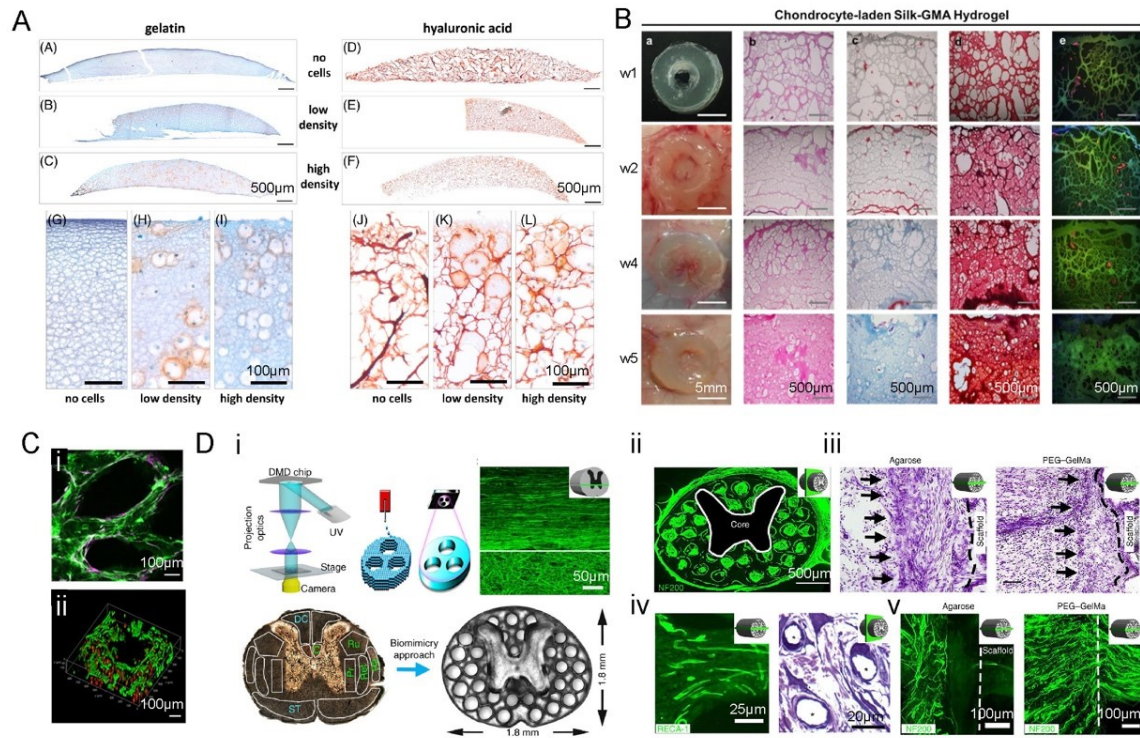 A
gelatin
hyaluronic acid
(A)
(D)
no
cells
(B)
(E)
low
density
(C)
(F)
high
density
500μm
500μm
(G)
(H)
(I)
(J)
(K)
(L)
100μm
100μm
no cells
low density
high density
no cells
low density
high density
B
Chondrocyte-laden Silk-GMA Hydrogel
a
b
c
d
e
w1
w2
w4
w5
5mm
500μm
500μm
500μm
500μm
C
i
100μm
ii
100μm
D
i
DMD chip
Projection
optics
UV
Stage
Camera
50μm
DC
Ru
ST
Biomimicry
approach
1.8 mm
1.8 mm
ii
Core
NF200
500μm
iii
Agarose
PEG–GelMa
Scaffold
Scaffold
iv
RECA-1
25μm
20μm
v
Agarose
PEG–GelMa
Scaffold
NF200
100μm
NF200
100μm